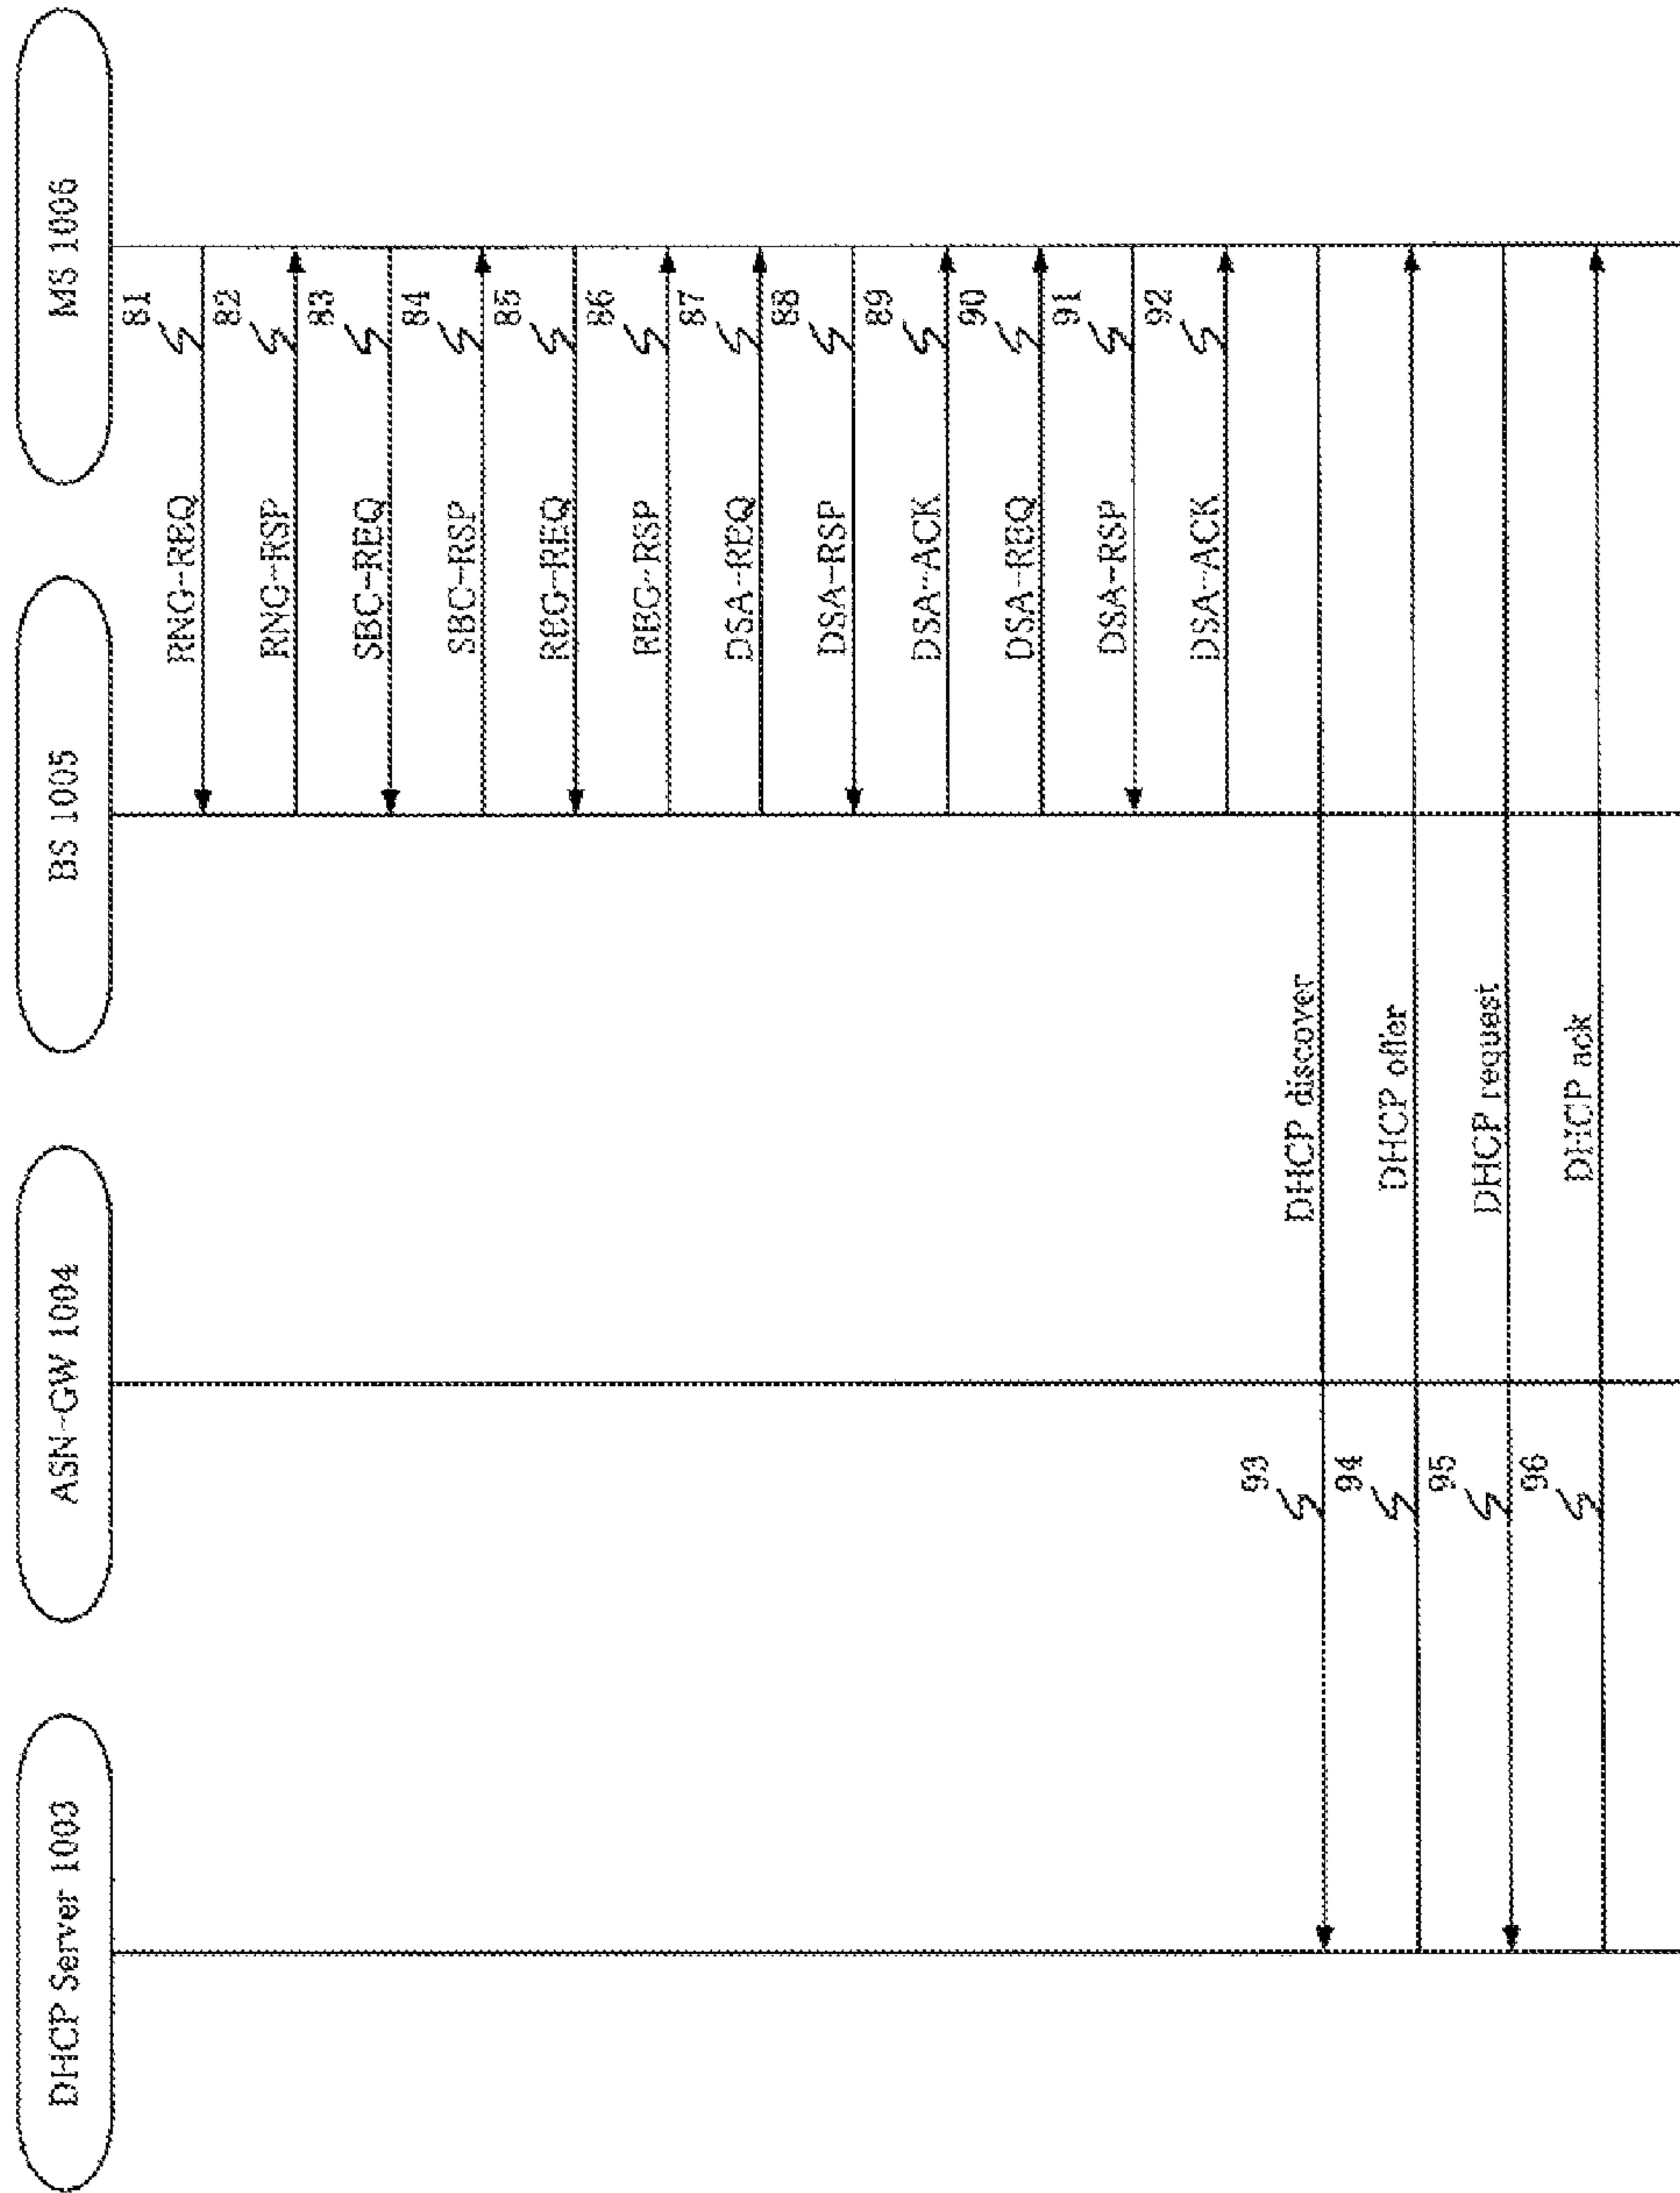 DHCP Server 1003
ASN-GW 1004
BS 1005
MS 1006
RNG-REQ
81
RNG-RSP
82
SBC-REQ
83
SBC-RSP
84
REG-REQ
85
REG-RSP
86
DSA-REQ
87
DSA-RSP
88
DSA-ACK
89
DSA-REQ
90
DSA-RSP
91
DSA-ACK
92
93
DHCP discover
94
DHCP offer
95
DHCP request
96
DHCP ack